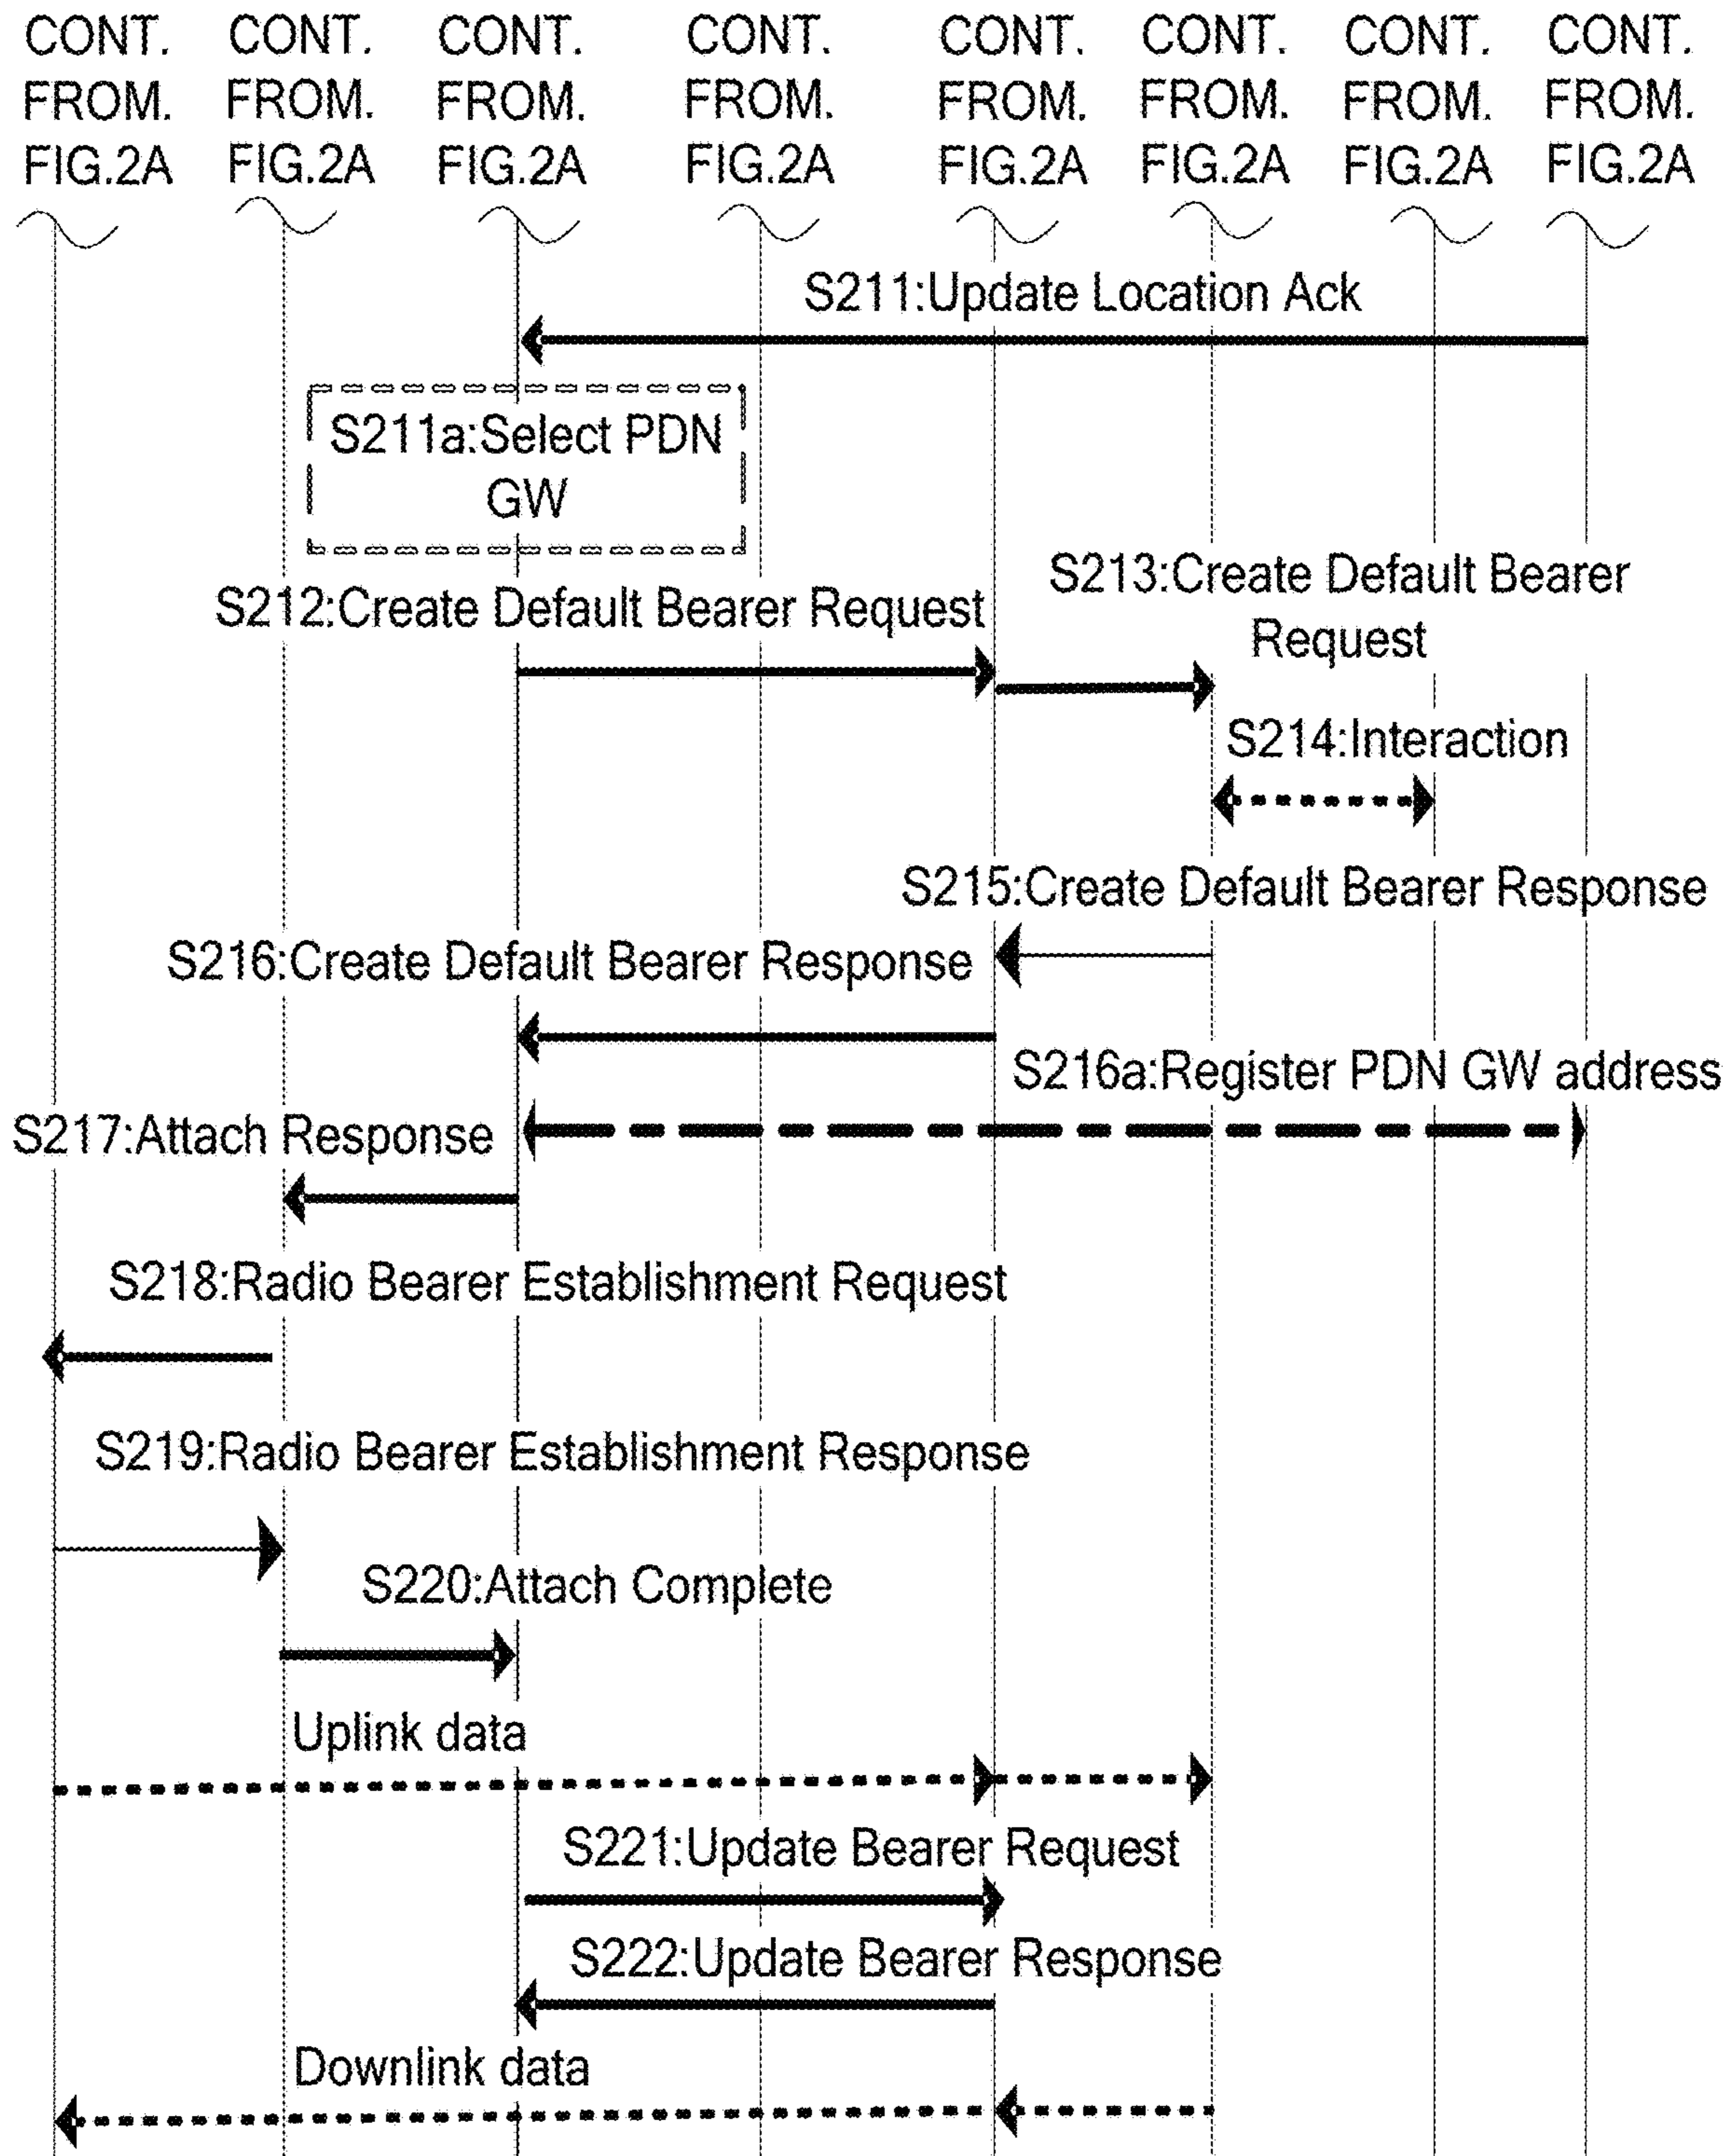 CONT. CONT. CONT. CONT. CONT. CONT. CONT. CONT.
FROM. FROM. FROM. FROM. FROM. FROM. FROM. FROM.
FIG.2A FIG.2A FIG.2A FIG.2A FIG.2A FIG.2A FIG.2A FIG.2A
S211:Update Location Ack
S211a:Select PDN
GW
S212:Create Default Bearer Request
S213:Create Default Bearer
Request
S214:Interaction
S215:Create Default Bearer Response
S216:Create Default Bearer Response
S216a:Register PDN GW address
S217:Attach Response
S218:Radio Bearer Establishment Request
S219:Radio Bearer Establishment Response
S220:Attach Complete
Uplink data
S221:Update Bearer Request
S222:Update Bearer Response
Downlink data